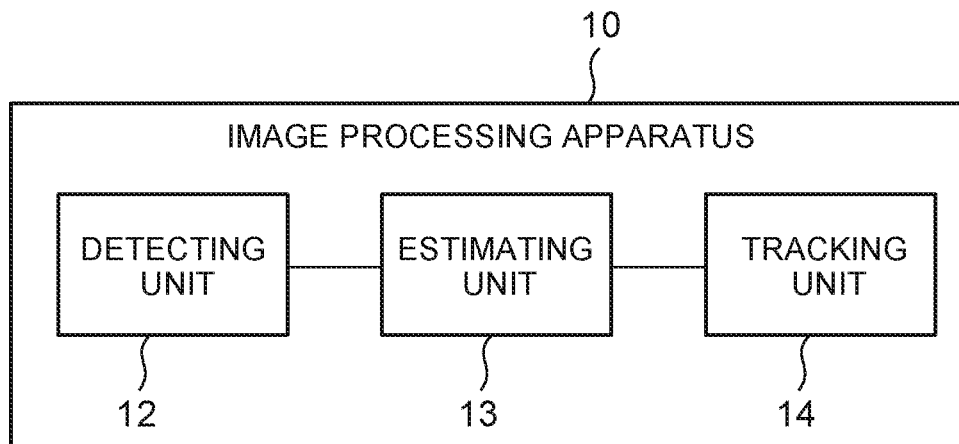 10
IMAGE PROCESSING APPARATUS
DETECTING
UNIT
ESTIMATING
UNIT
TRACKING
UNIT
12
13
14